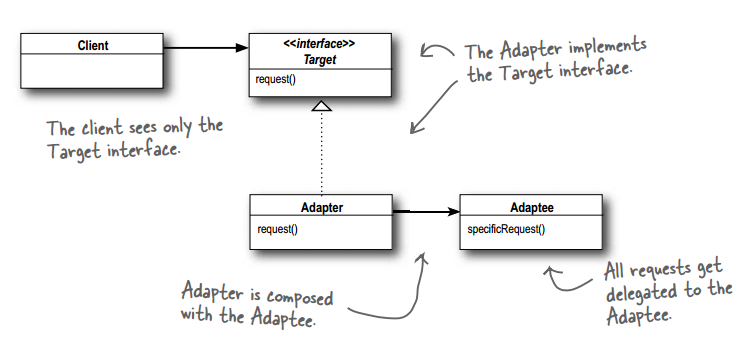 Client
<<interface>>
Target
request()
The Adapter implements
the Target interface.
The client sees only the
Target interface.
Adapter
request()
Adaptee
specificRequest()
Adapter is composed
with the Adaptee.
All requests get
delegated to the
Adaptee.